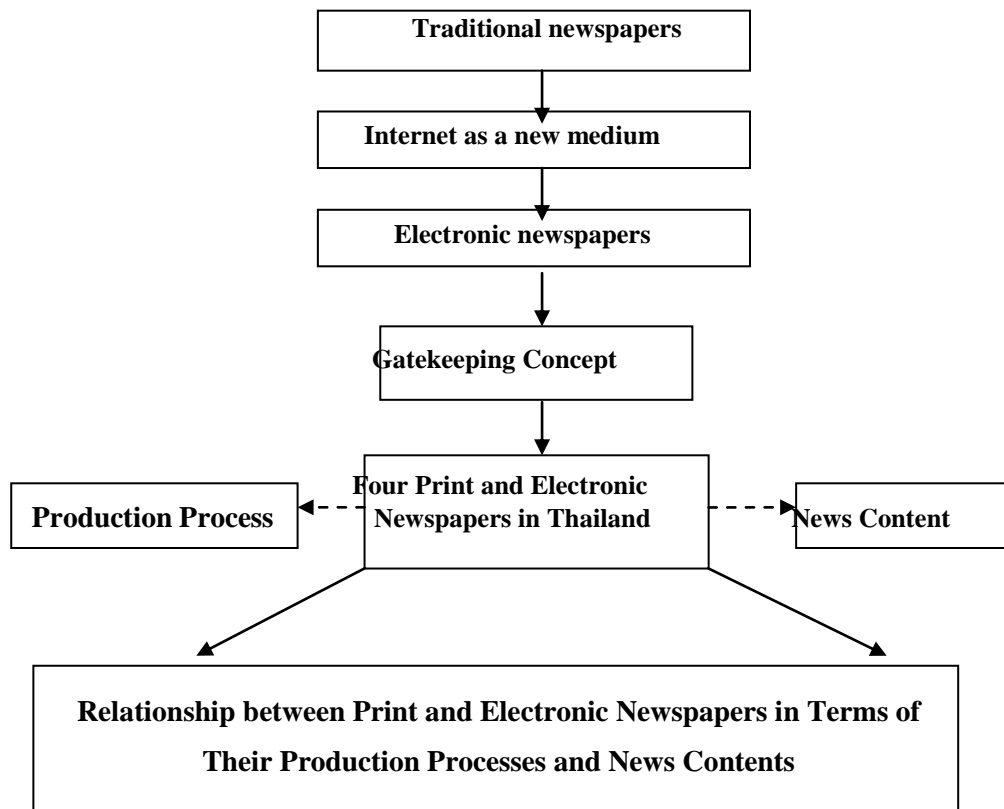 Traditional newspapers
Internet as a new medium
Electronic newspapers
Gatekeeping Concept
Four Print and Electronic
Newspapers in Thailand
Production Process
News Content
Relationship between Print and Electronic Newspapers in Terms of
Their Production Processes and News Contents